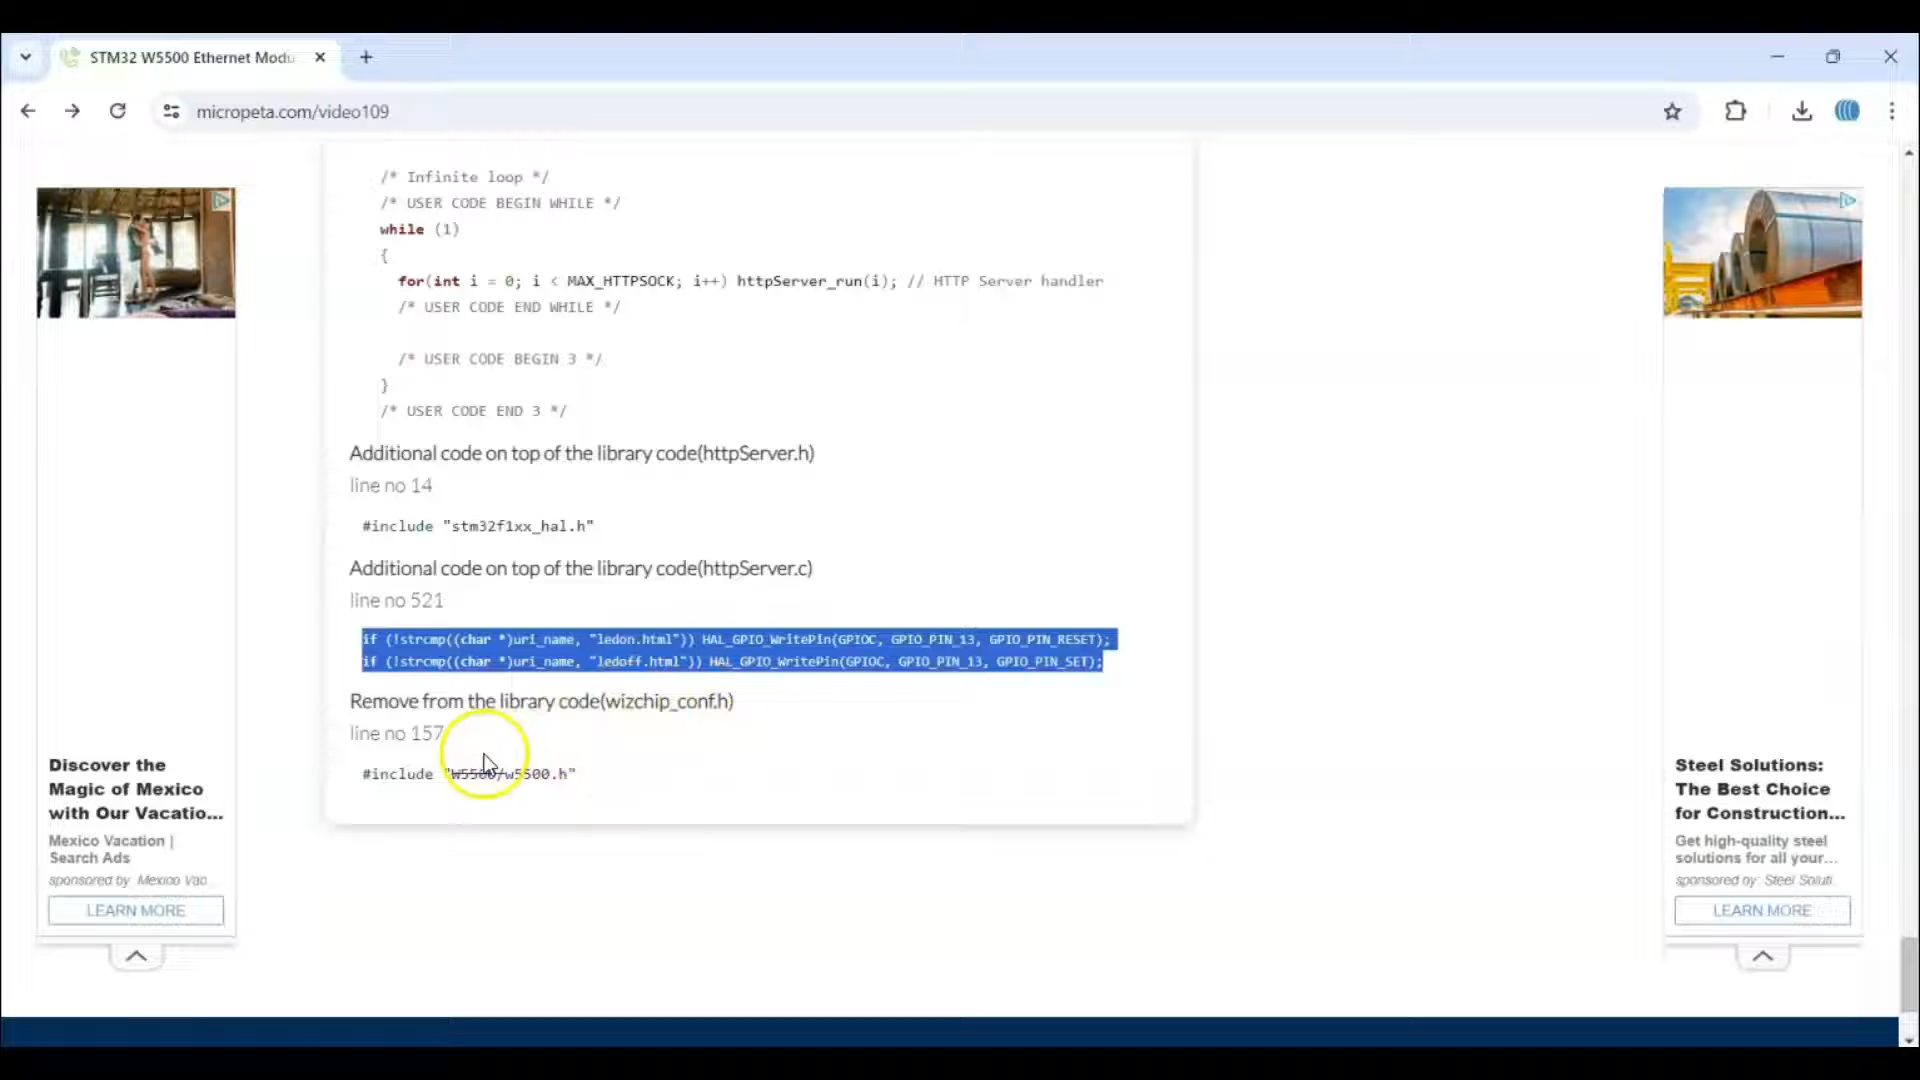 STM32 W5500 Ethernet Modu
micropeta.com/video109
/* Infinite loop */
/* USER CODE BEGIN WHILE */
while (1)
{
for(int i = 0; i < MAX_HTTPSOCK; i++) httpServer_run(i); // HTTP Server handler
/* USER CODE END WHILE */
/* USER CODE BEGIN 3 */
}
/* USER CODE END 3 */
Additional code on top of the library code(httpServer.h)
line no 14
#include "stm32f1xx_hal.h"
Additional code on top of the library code(httpServer.c)
line no 521
if (!strcmp((char *)uri_name, "ledon.html")) HAL_GPIO_WritePin(GPIOC, GPIO_PIN_13, GPIO_PIN_RESET);
if (!strcmp((char *)uri_name, "ledoff.html")) HAL_GPIO_WritePin(GPIOC, GPIO_PIN_13, GPIO_PIN_SET);
Remove from the library code(wizchip_conf.h)
line no 157
#include "W5500/w5500.h"
Discover the
Magic of Mexico
with Our Vacatio...
Mexico Vacation |
Search Ads
sponsored by: Mexico Vac...
LEARN MORE
Steel Solutions:
The Best Choice
for Construction...
Get high-quality steel
solutions for all your...
sponsored by: Steel Soluti...
LEARN MORE